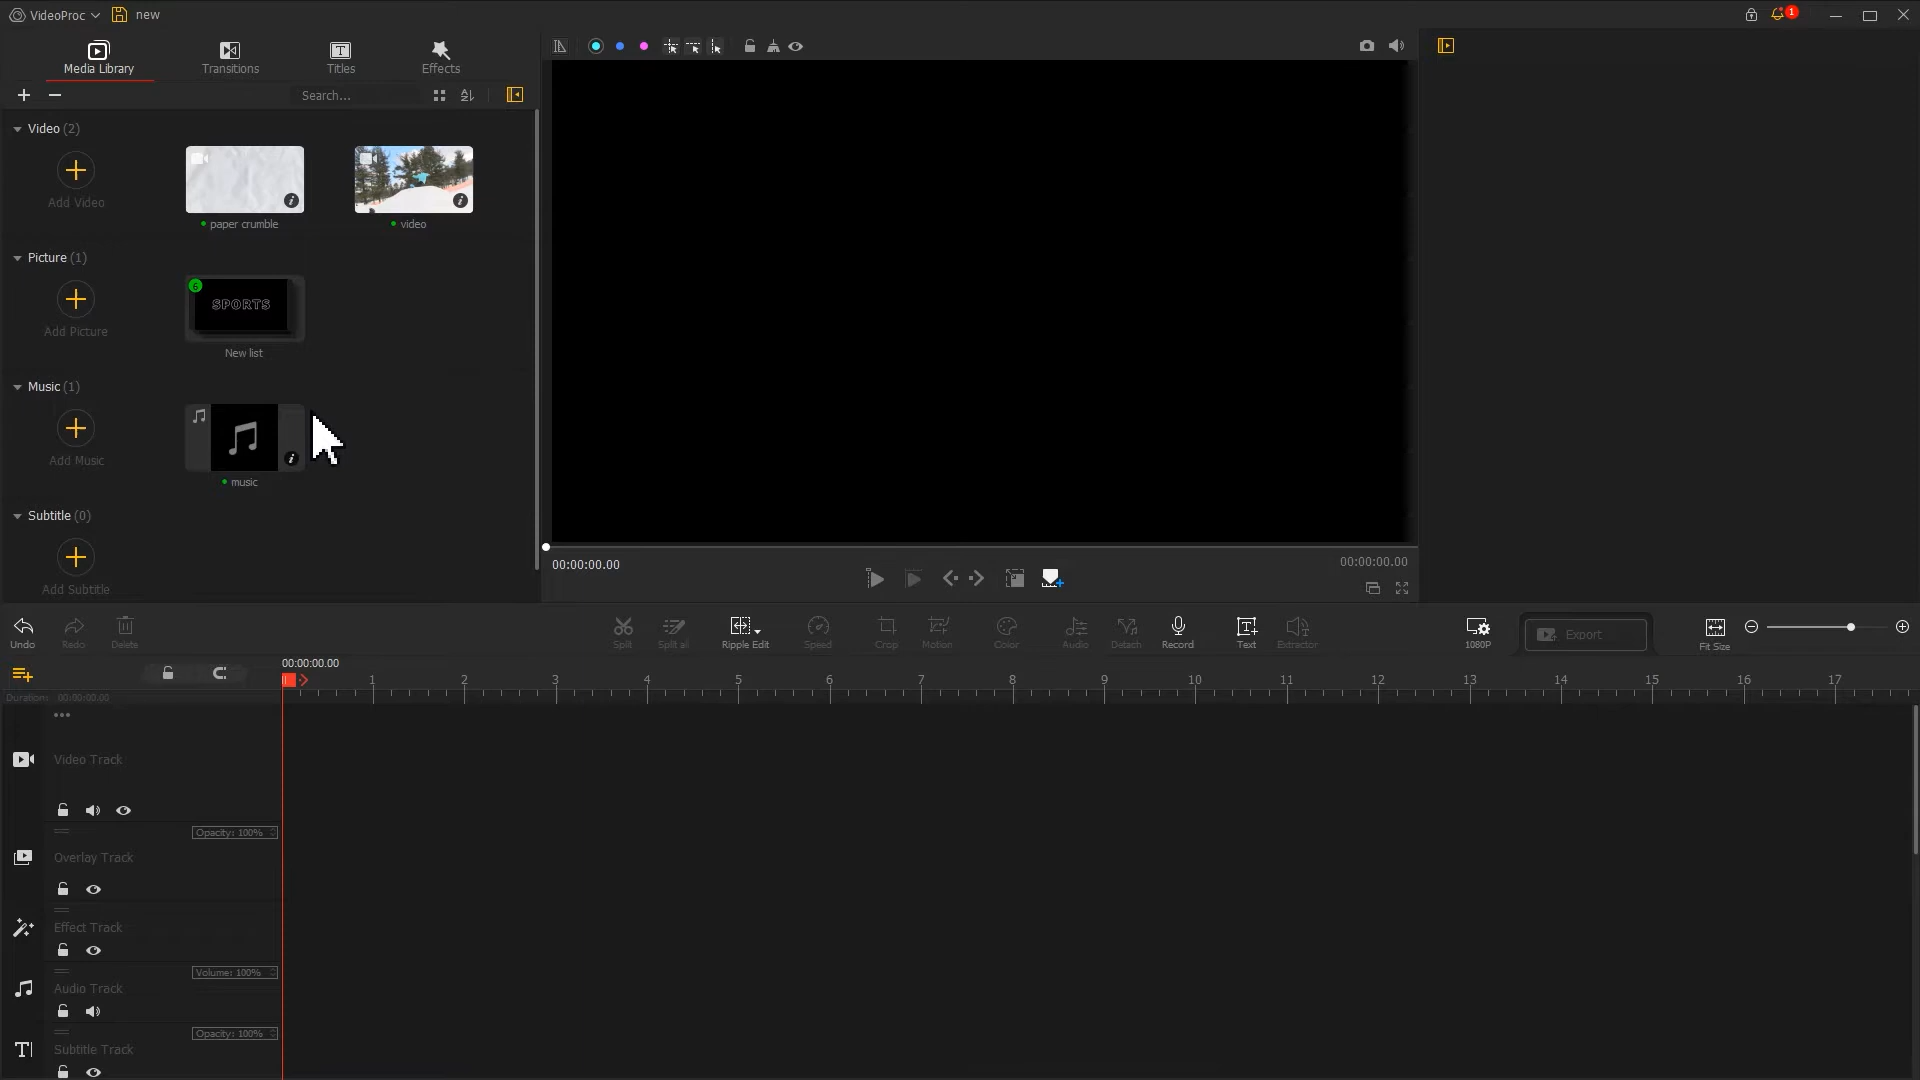 VideoProc new 1
Media Library Transitions Titles Effects
Search...
Video (2)
Add Video
paper crumble video
Picture (1)
6
SPORTS
Add Picture
New list
Music (1)
Add Music
music
Subtitle (0)
Add Subtitle
00:00:00.00 00:00:00.00
Undo Redo Delete Split Split all Ripple Edit Speed Crop Motion Color Audio Detach Record Text Extractor 1080P Export Fit Size
00:00:00.00
1 2 3 4 5 6 7 8 9 10 11 12 13 14 15 16 17
Duration: 00:00:00.00
Video Track
Opacity: 100%
Overlay Track
Effect Track
Volume: 100%
Audio Track
Opacity: 100%
Subtitle Track